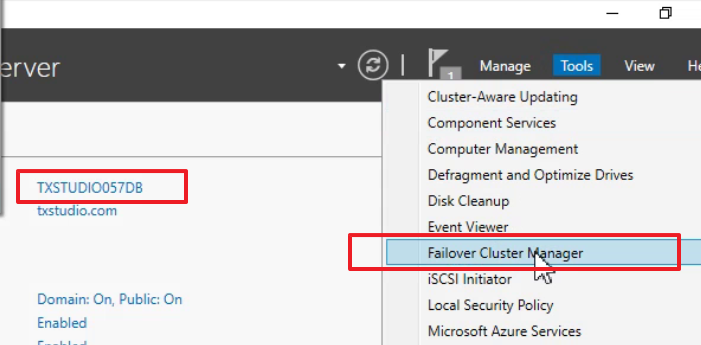 erver
1
Manage
Tools
View
He
Cluster-Aware Updating
Component Services
Computer Management
Defragment and Optimize Drives
TXSTUDIO057DB
Disk Cleanup
txstudio.com
Event Viewer
Failover Cluster Manager
iSCSI Initiator
Domain: On, Public: On
Local Security Policy
Enabled
Microsoft Azure Services
Enabled